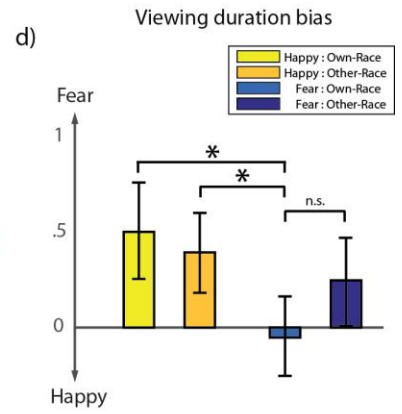 Viewing duration bias
d)
Happy : Own-Race
Happy : Other-Race
Fear : Own-Race
Fear : Other-Race
Fear
1
*
*
n.s.
.5
0
Happy